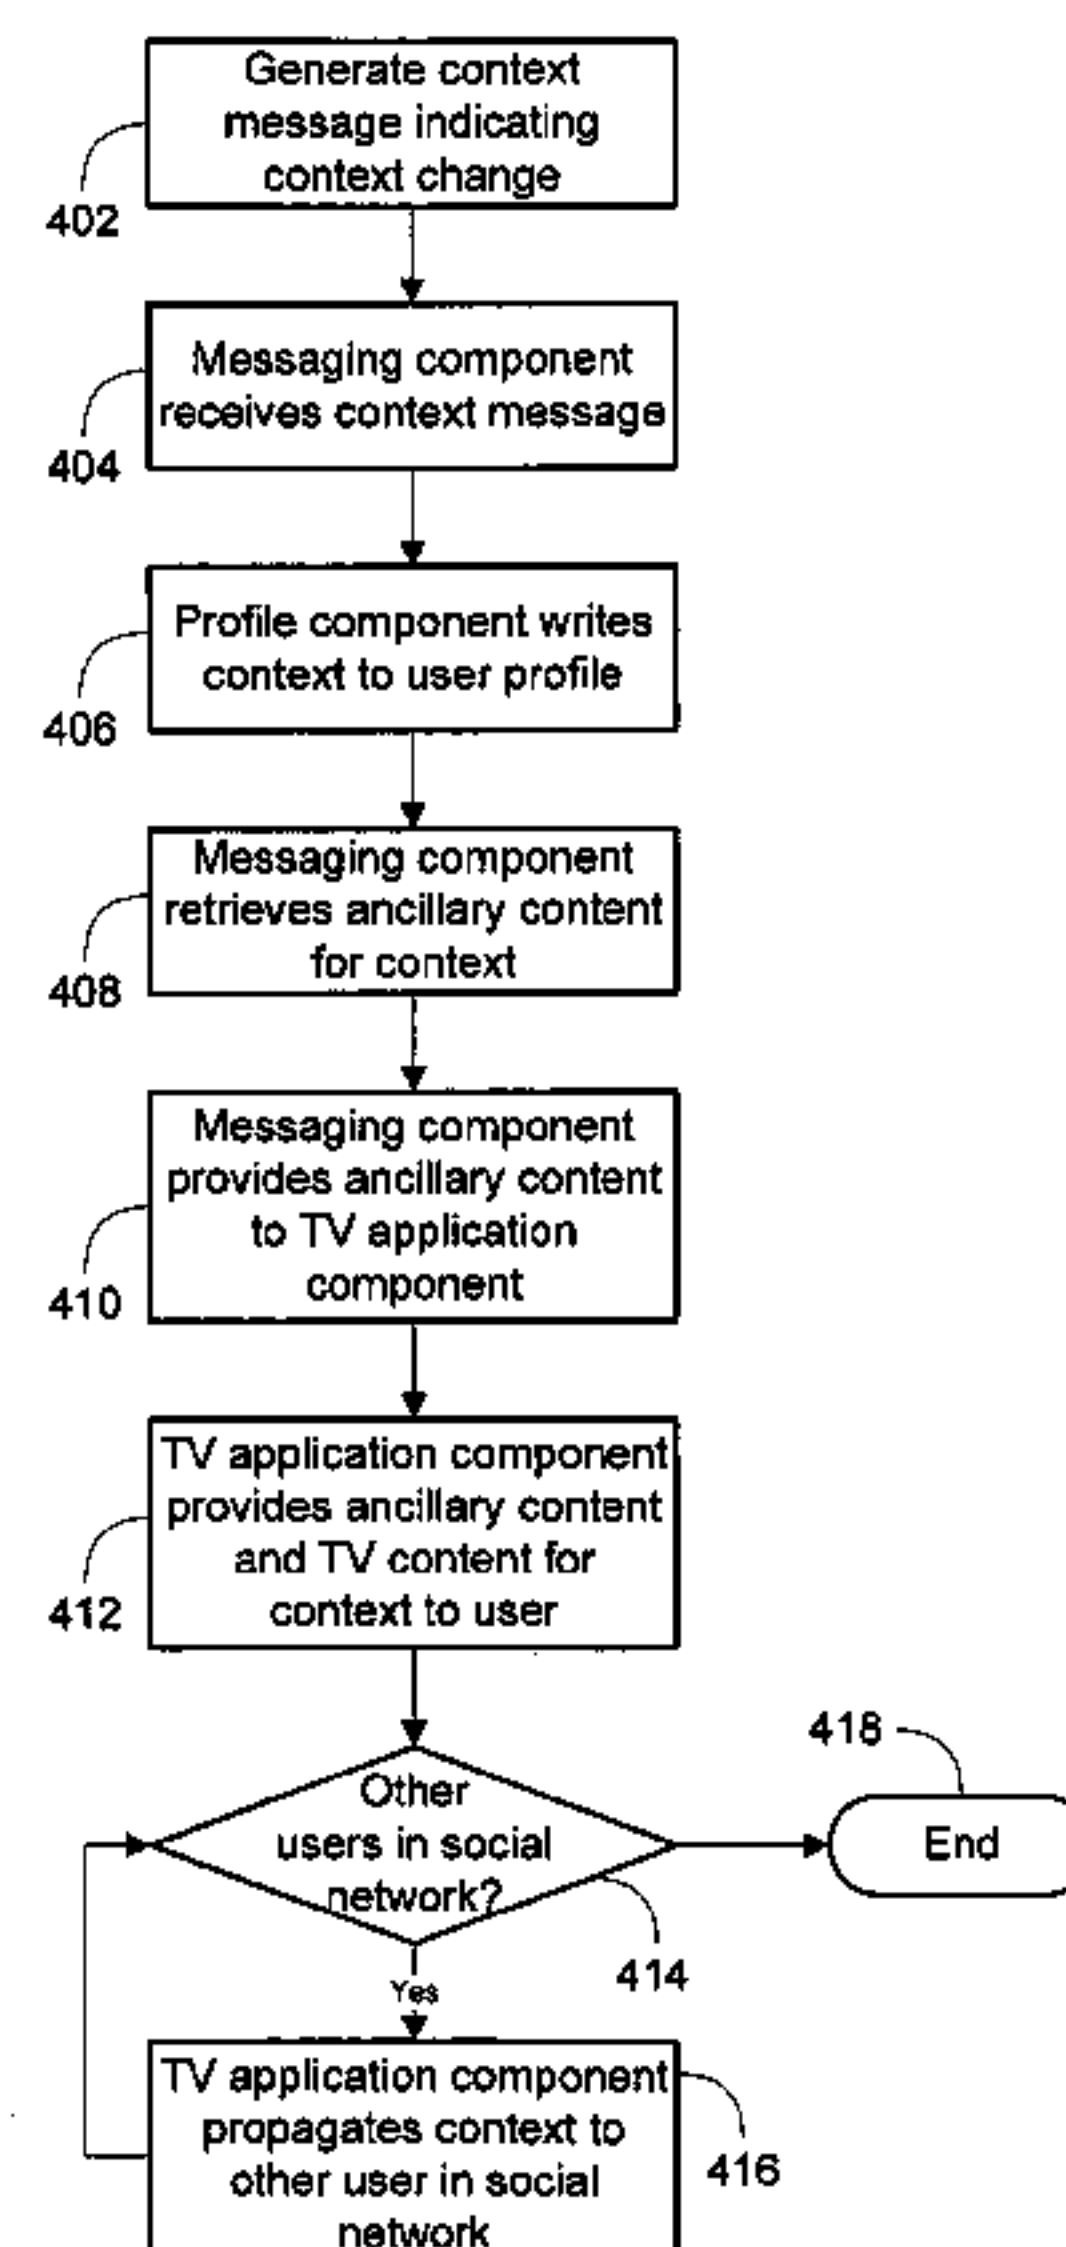 Generate context
message indicating
context change
402
Messaging component
receives context message
404
Profile component writes
context to user profile
406
Messaging component
retrieves ancillary content
for context
408
Messaging component
provides ancillary content
to TV application
component
410
TV application component
provides ancillary content
and TV content for
context to user
412
418
Other
users in social
network?
End
414
Yes
TV application component
propagates context to
other user in social
network
416